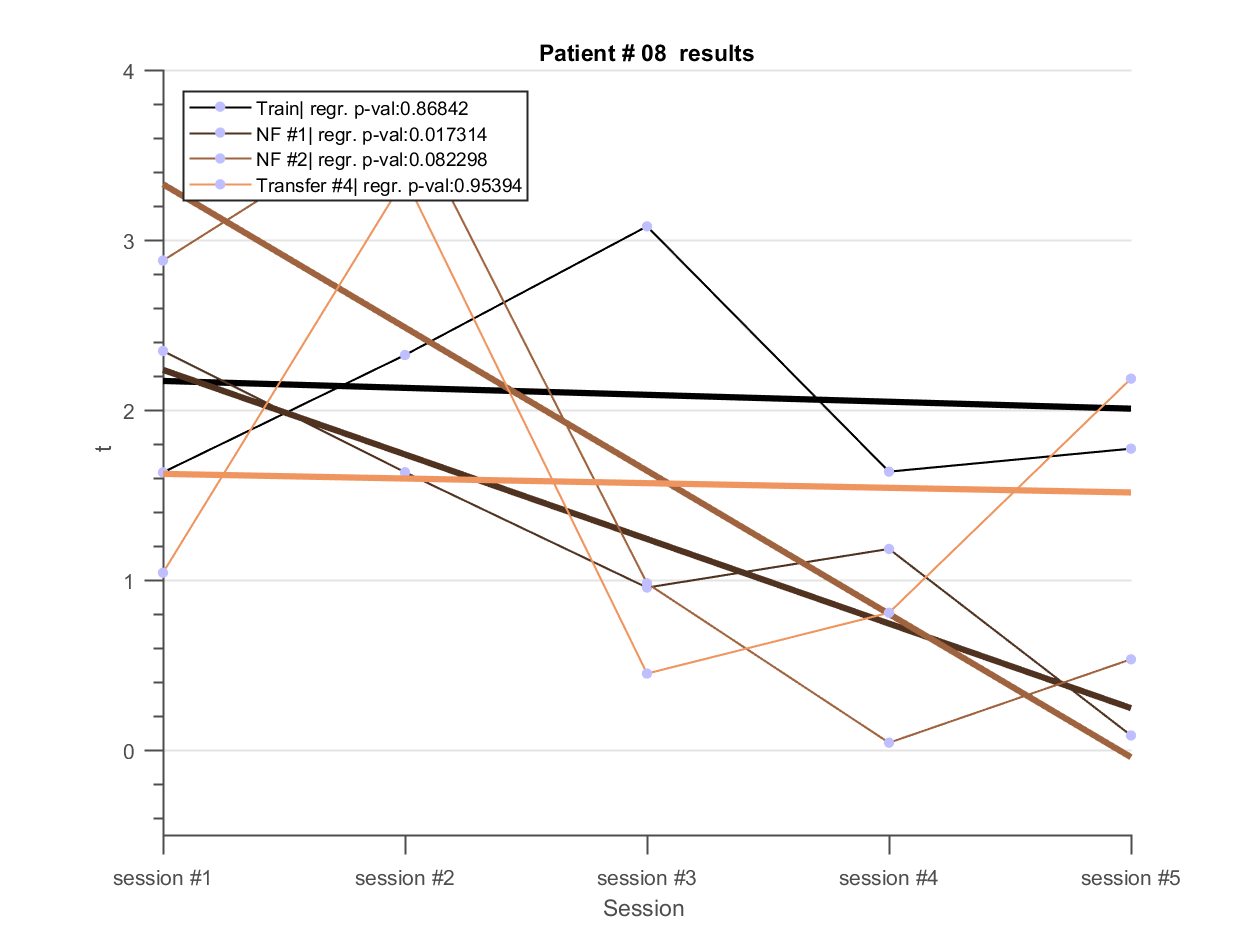 Patient # 08  results
4
3
2
1
0
t
Train| regr. p-val:0.86842
NF #1| regr. p-val:0.017314
NF #2| regr. p-val:0.082298
Transfer #4| regr. p-val:0.95394
session #1 session #2 session #3 session #4 session #5
Session